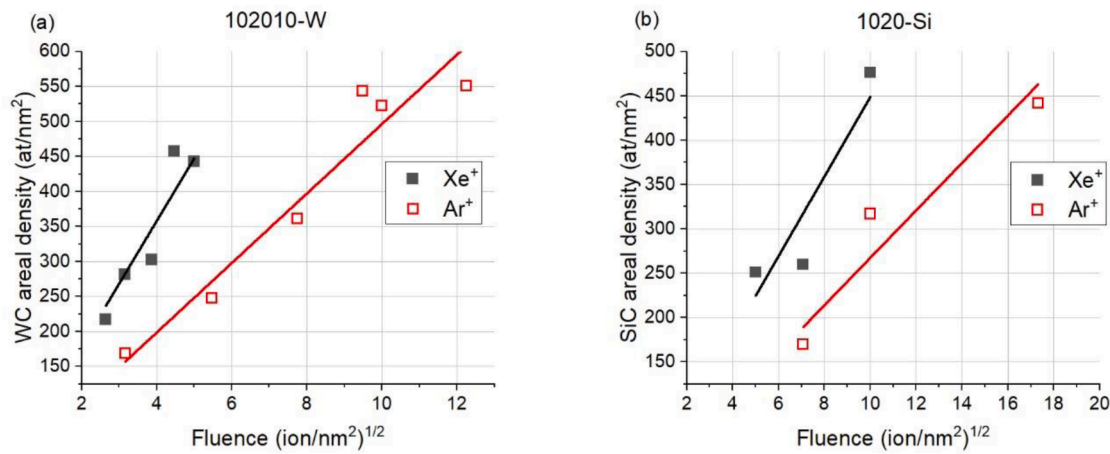 (a) 102010-W
600
550
500
450
400
350
300
250
200
150
WC areal density (at/nm²)
Xe⁺
Ar⁺
2 4 6 8 10 12
Fluence (ion/nm²)¹/²
(b) 1020-Si
500
450
400
350
300
250
200
150
SiC areal density (at/nm²)
Xe⁺
Ar⁺
2 4 6 8 10 12 14 16 18 20
Fluence (ion/nm²)¹/²